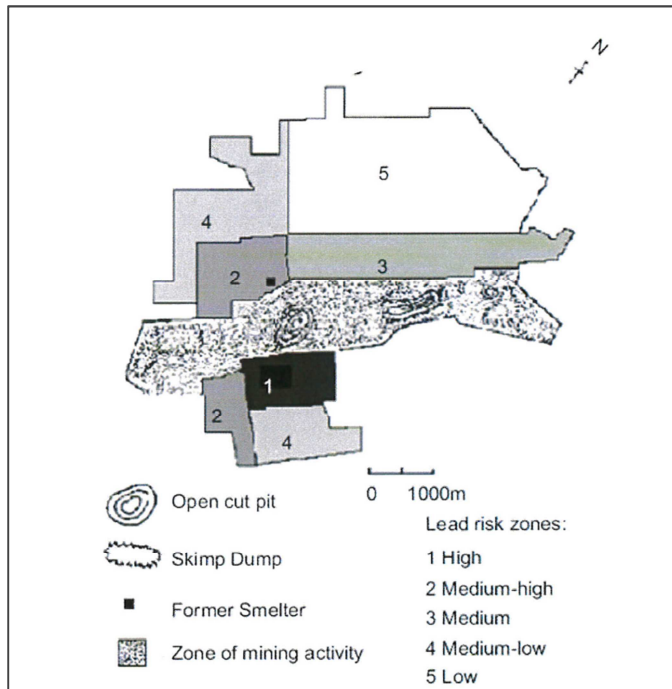 N
5
4
3
2
1
2
4
Open cut pit
0 1000m
Skimp Dump
Lead risk zones:
1 High
Former Smelter
2 Medium-high
3 Medium
Zone of mining activity
4 Medium-low
5 Low